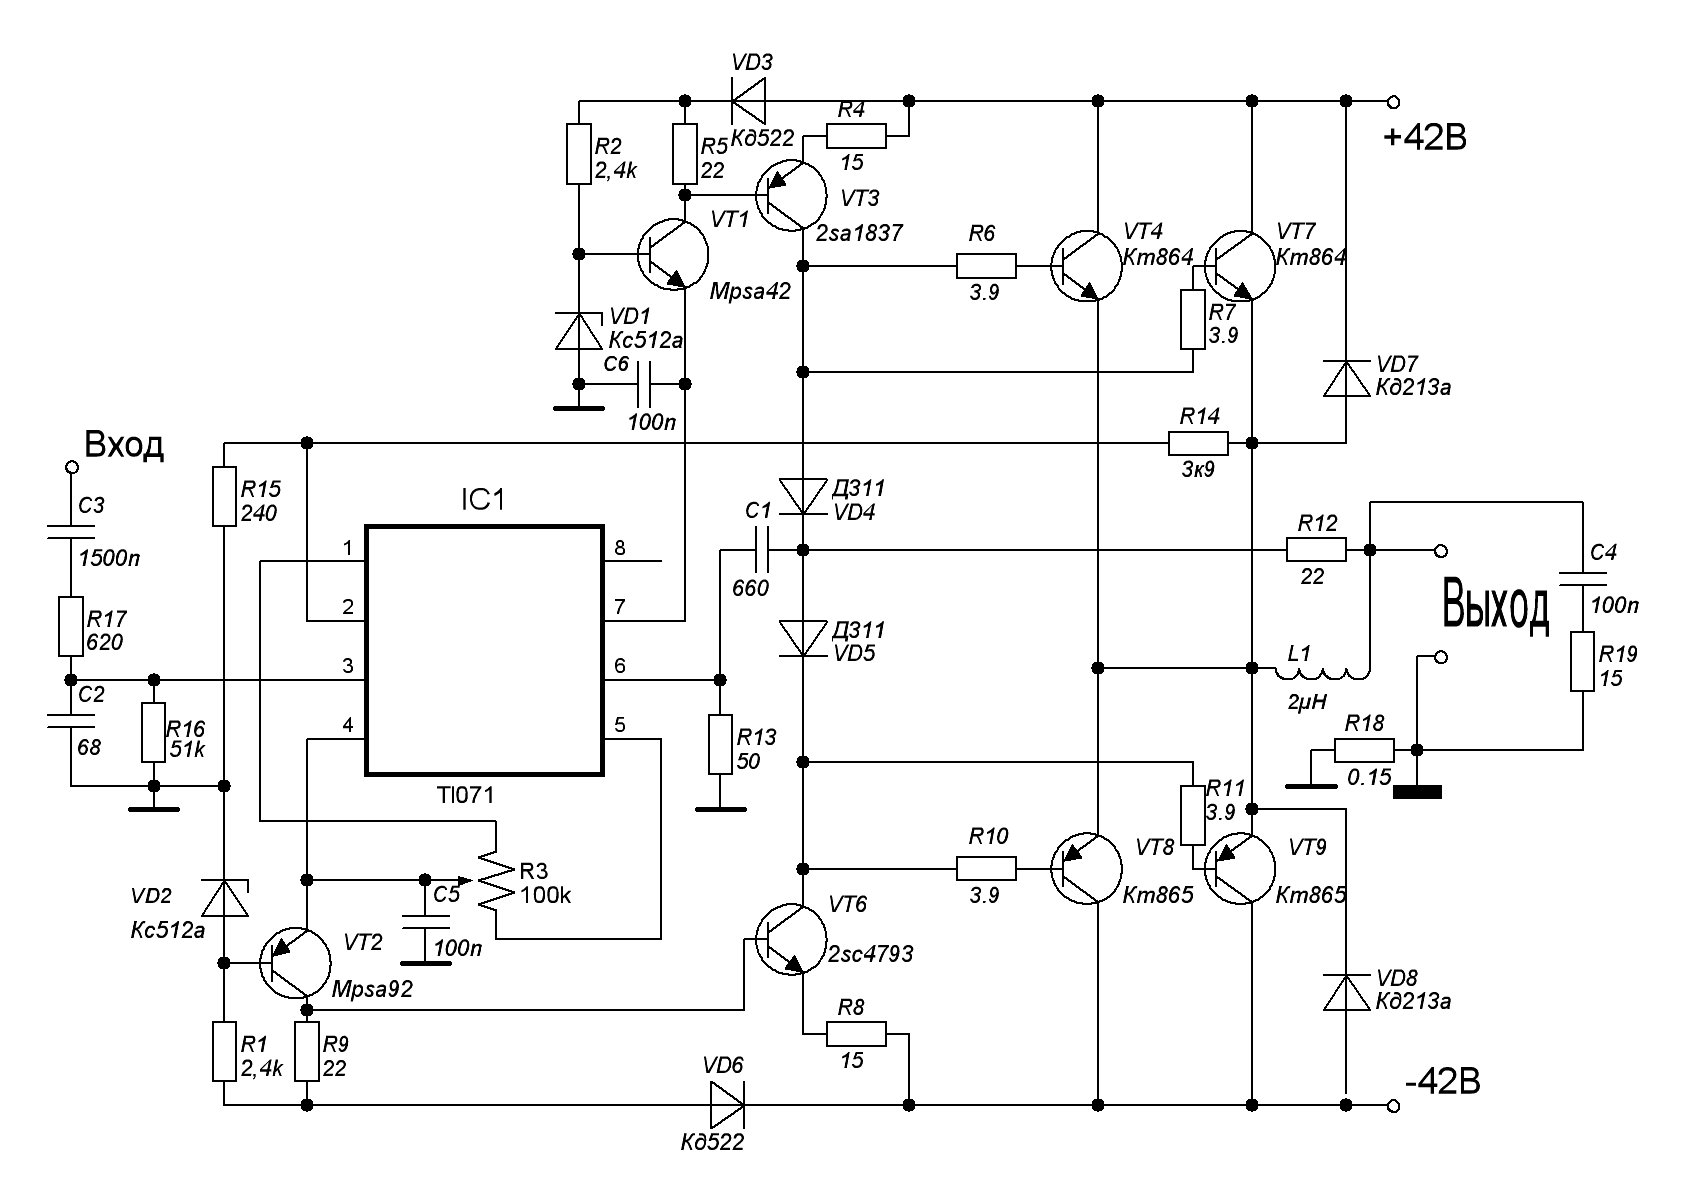 VD3
Кд522
R4
15
+42В
R2
2,4k
R5
22
VT1
Mpsa42
VT3
2sa1837
R6
3.9
VT4
Кт864
VT7
Кт864
R7
3.9
VD1
Кс512а
C6
100n
VD7
Кд213а
R14
3к9
Вход
C3
1500n
R15
240
IC1
Д311
VD4
C1
660
R12
22
C4
100n
1
2
3
4
8
7
6
5
Tl071
R17
620
C2
68
R16
51k
Д311
VD5
Выход
L1
2µH
R19
15
R18
0.15
R13
50
R11
3.9
R10
3.9
VT8
Кт865
VT9
Кт865
R3
100k
C5
100n
VD2
Кс512а
VT2
Mpsa92
VT6
2sc4793
VD8
Кд213а
R1
2,4k
R9
22
R8
15
VD6
Кд522
-42В